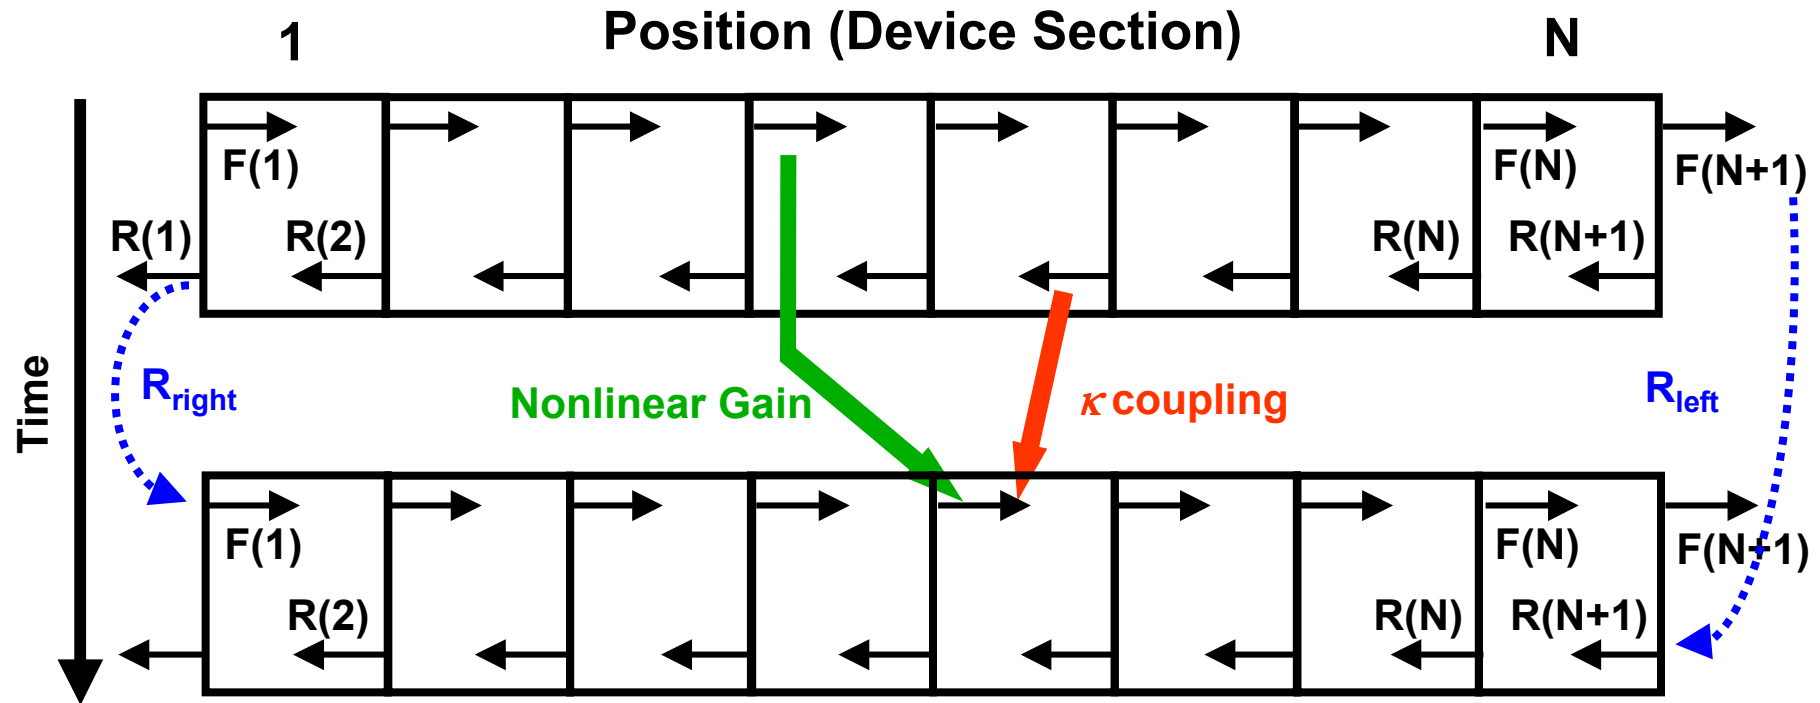 1 Position (Device Section) N
F(1) F(N) F(N+1)
R(1) R(2) R(N) R(N+1)
Time
Rright Nonlinear Gain κ coupling Rleft
F(1) F(N) F(N+1)
R(2) R(N) R(N+1)